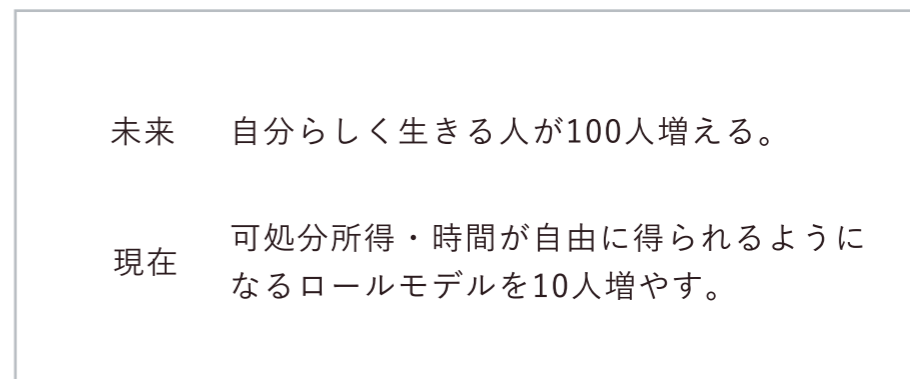 未来 自分らしく生きる人が100人増える。
現在 可処分所得・時間が自由に得られるように
なるロールモデルを10人増やす。